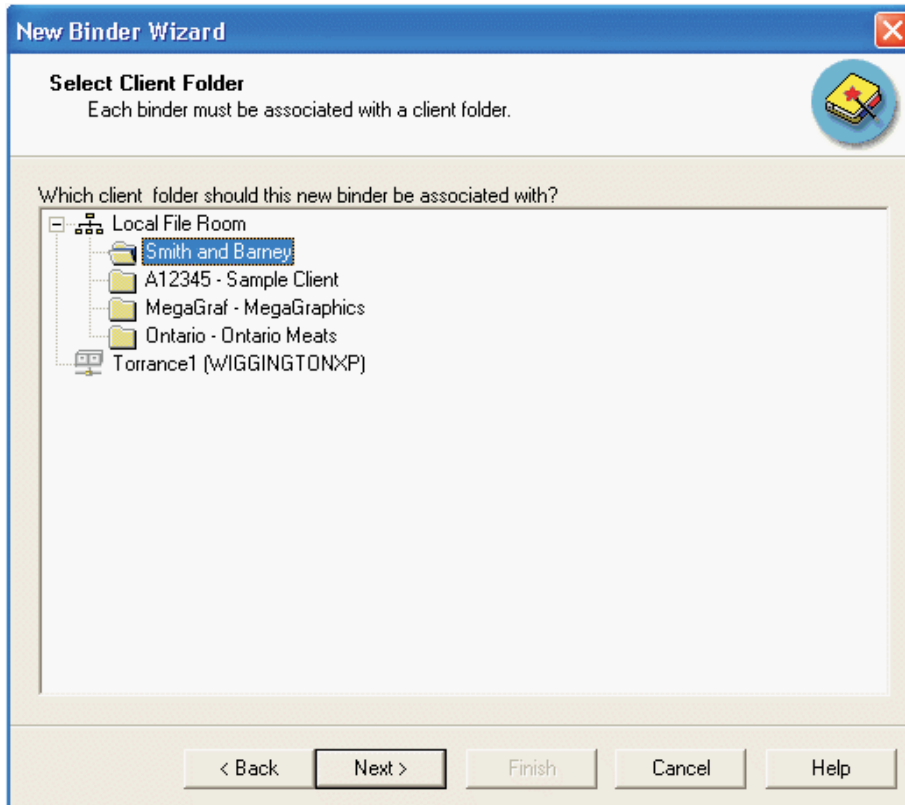 New Binder Wizard
Select Client Folder
Each binder must be associated with a client folder.
Which client folder should this new binder be associated with?
Local File Room
Smith and Barney
A12345 - Sample Client
MegaGraf - MegaGraphics
Ontario - Ontario Meats
Torrance1 (WIGGINGTONXP)
< Back Next > Finish Cancel Help